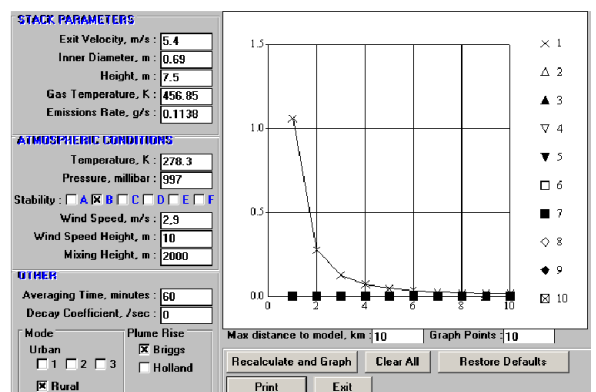 STACK PARAMETERS
Exit Velocity, m/s : 5.4
Inner Diameter, m : 0.69
Height, m : 7.5
Gas Temperature, K : 456.85
Emissions Rate, g/s : 0.1138
ATMOSPHERIC CONDITIONS
Temperature, K : 278.3
Pressure, millibar : 997
Stability : A B C D E F
Wind Speed, m/s : 2,9
Wind Speed Height, m : 10
Mixing Height, m : 2000
OTHER
Averaging Time, minutes : 60
Decay Coefficient, /sec : 0
Mode
Urban
1 2 3
Rural
Plume Rise
Briggs
Holland
1.5
1.0
0.5
0.0
0 2 4 6 8 10
1
2
3
4
5
6
7
8
9
10
Max distance to model, km : 10 Graph Points : 10
Recalculate and Graph Clear All Restore Defaults
Print Exit